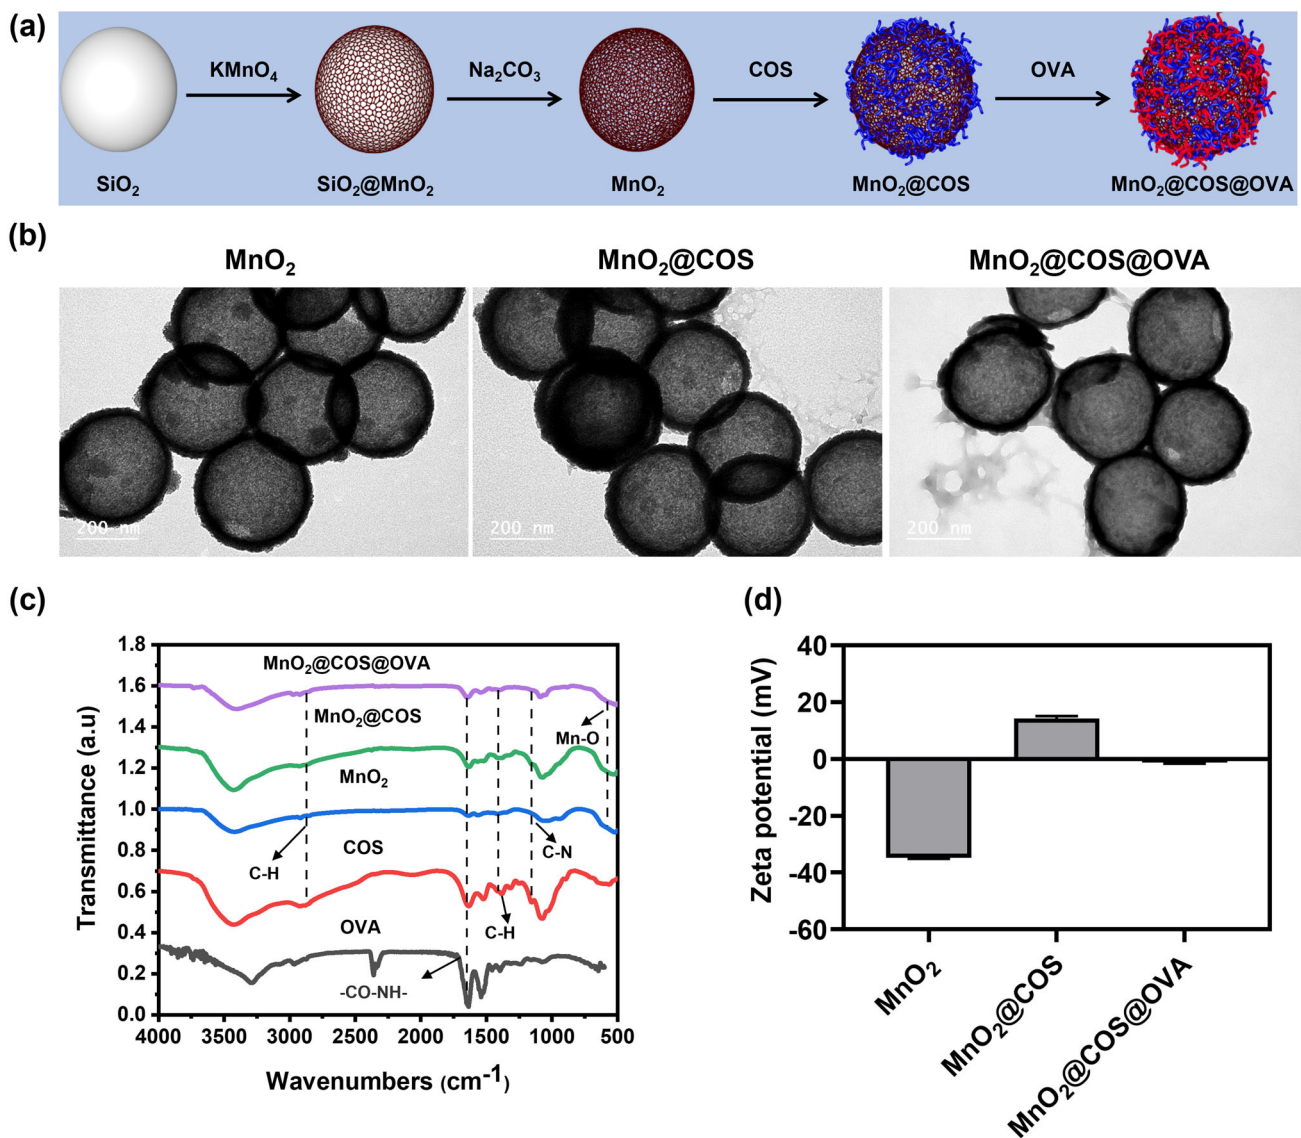 (a)
KMnO₄
Na₂CO₃
COS
OVA
SiO₂
SiO₂@MnO₂
MnO₂
MnO₂@COS
MnO₂@COS@OVA
(b)
MnO₂
MnO₂@COS
MnO₂@COS@OVA
200 nm
200 nm
200 nm
(c)
Transmittance (a.u)
1.8
1.6
1.4
1.2
1.0
0.8
0.6
0.4
0.2
0.0
MnO₂@COS@OVA
MnO₂@COS
Mn-O
MnO₂
C-H
C-N
COS
C-H
OVA
-CO-NH-
4000
3500
3000
2500
2000
1500
1000
500
Wavenumbers (cm⁻¹)
(d)
Zeta potential (mV)
40
20
0
-20
-40
-60
MnO₂
MnO₂@COS
MnO₂@COS@OVA